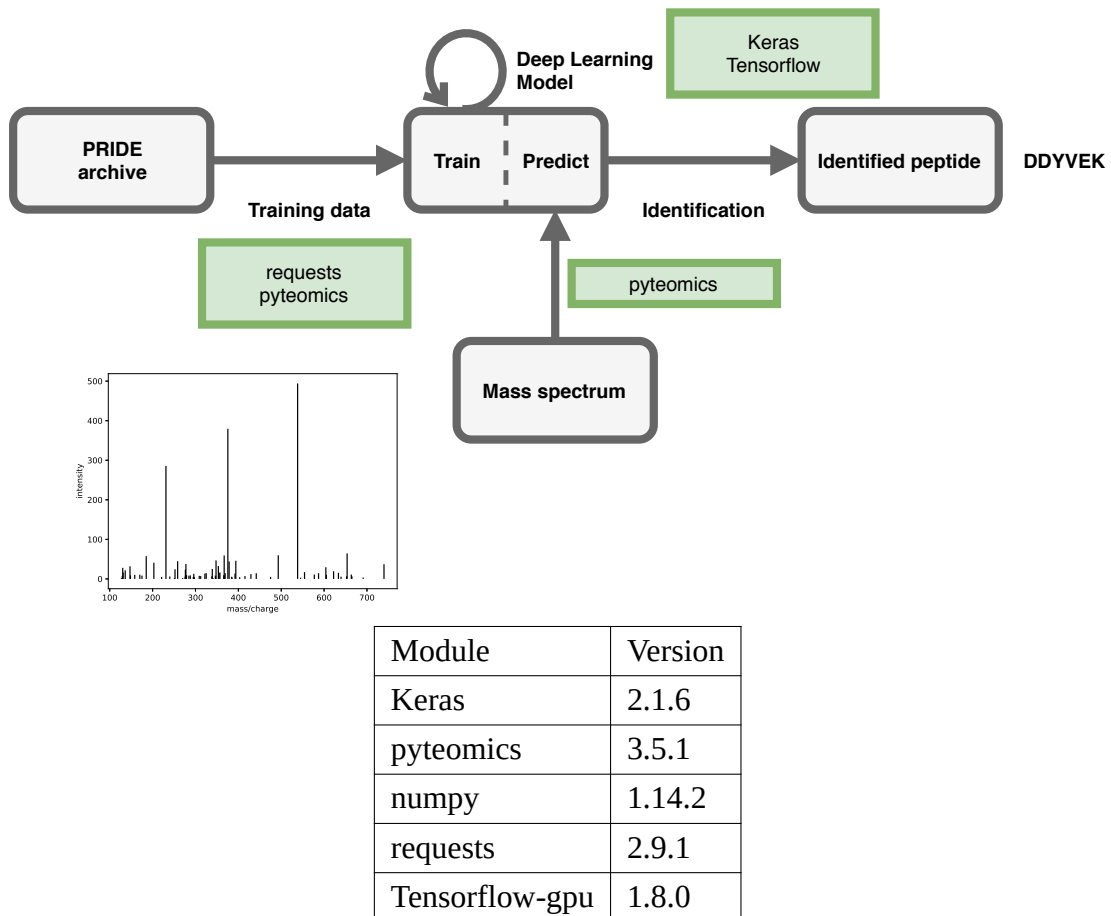 Keras
Tensorflow
Deep Learning
Model
PRIDE
archive
Train
Predict
Identified peptide
DDYVEK
Training data
Identification
requests
pyteomics
pyteomics
Mass spectrum
500
400
300
200
100
0
intensity
100 200 300 400 500 600 700
mass/charge
Module Version
Keras 2.1.6
pyteomics 3.5.1
numpy 1.14.2
requests 2.9.1
Tensorflow-gpu 1.8.0